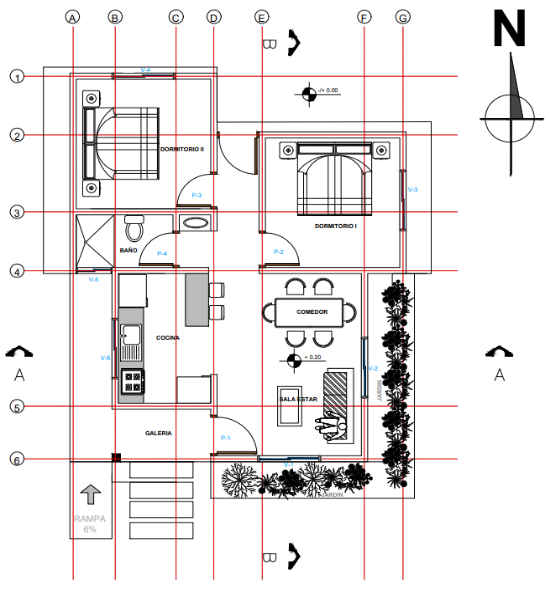 A B C D E F G
B
N
V-4
1
-/+ 0.00
2
DORMITORIO II
3
P-3
V-3
DORMITORIO I
BAÑO
P-4
P-2
4
V-5
COMEDOR
COCINA
V-6
+ 0.20
A
A
V-2
JARDIN
SALA ESTAR
5
GALERIA
P-1
6
V-1
JARDIN
RAMPA
6%
B